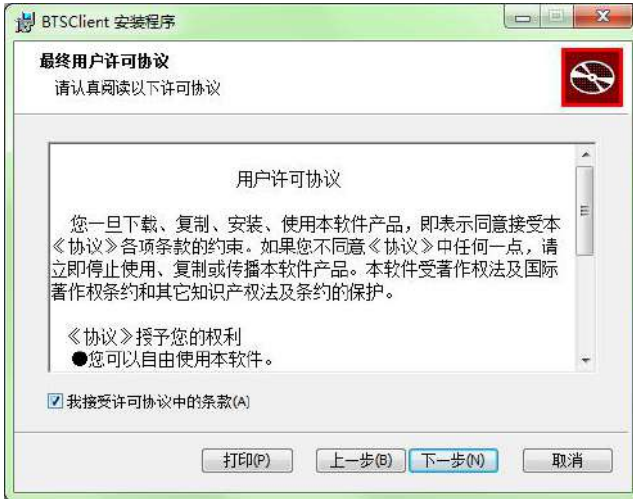 BTSClient 安装程序
最终用户许可协议
请认真阅读以下许可协议
用户许可协议
您一旦下载、复制、安装、使用本软件产品，即表示同意接受本
《协议》各项条款的约束。如果您不同意《协议》中任何一点，请
立即停止使用、复制或传播本软件产品。本软件受著作权法及国际
著作权条约和其它知识产权法及条约的保护。
《协议》授予您的权利
●您可以自由使用本软件。
我接受许可协议中的条款(A)
打印(P) 上一步(B) 下一步(N) 取消